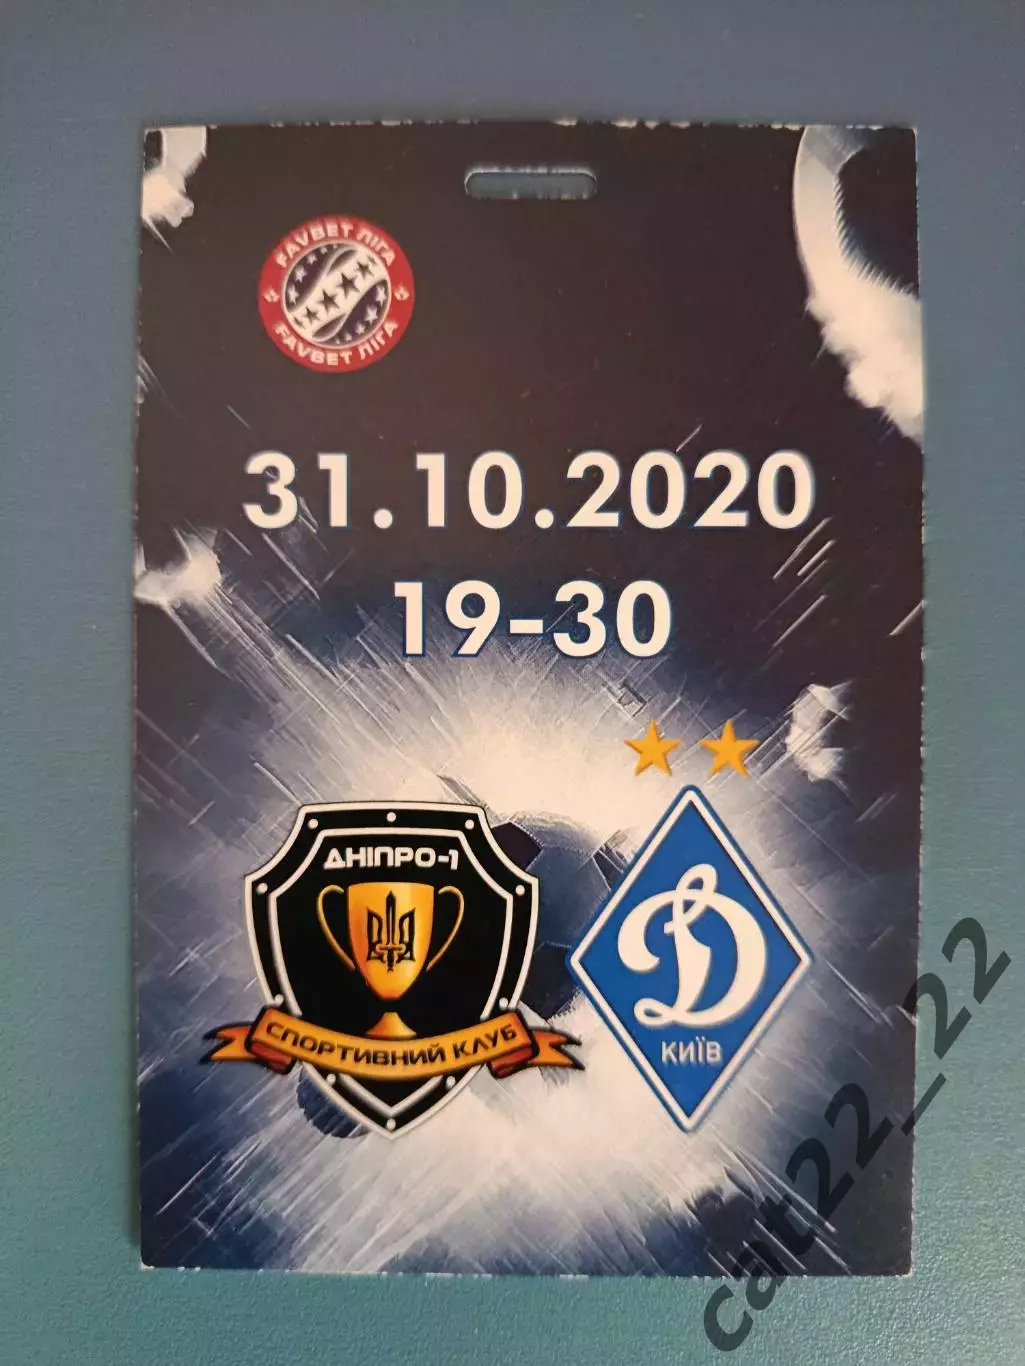 FAVBET ЛІГА
FAVBET ЛІГА
31.10.2020
19-30
ДНІПРО-1
СПОРТИВНИЙ КЛУБ
Д
КИЇВ
cat22_22